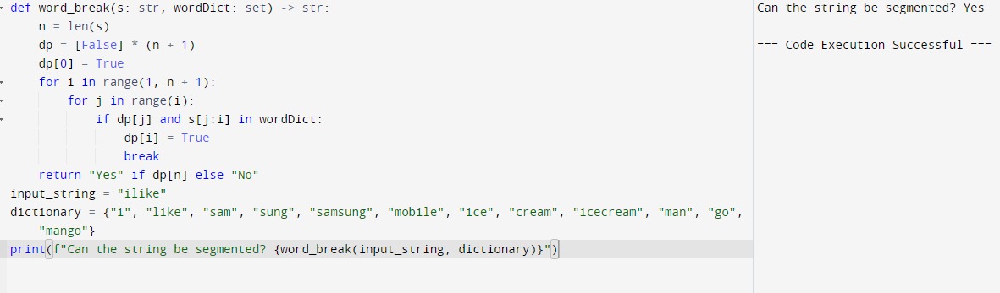 def word_break(s: str, wordDict: set) -> str:
    n = len(s)
    dp = [False] * (n + 1)
    dp[0] = True
    for i in range(1, n + 1):
        for j in range(i):
            if dp[j] and s[j:i] in wordDict:
                dp[i] = True
                break
    return "Yes" if dp[n] else "No"
input_string = "ilike"
dictionary = {"i", "like", "sam", "sung", "samsung", "mobile", "ice", "cream", "icecream", "man", "go",
    "mango"}
print(f"Can the string be segmented? {word_break(input_string, dictionary)}")
Can the string be segmented? Yes
=== Code Execution Successful ===